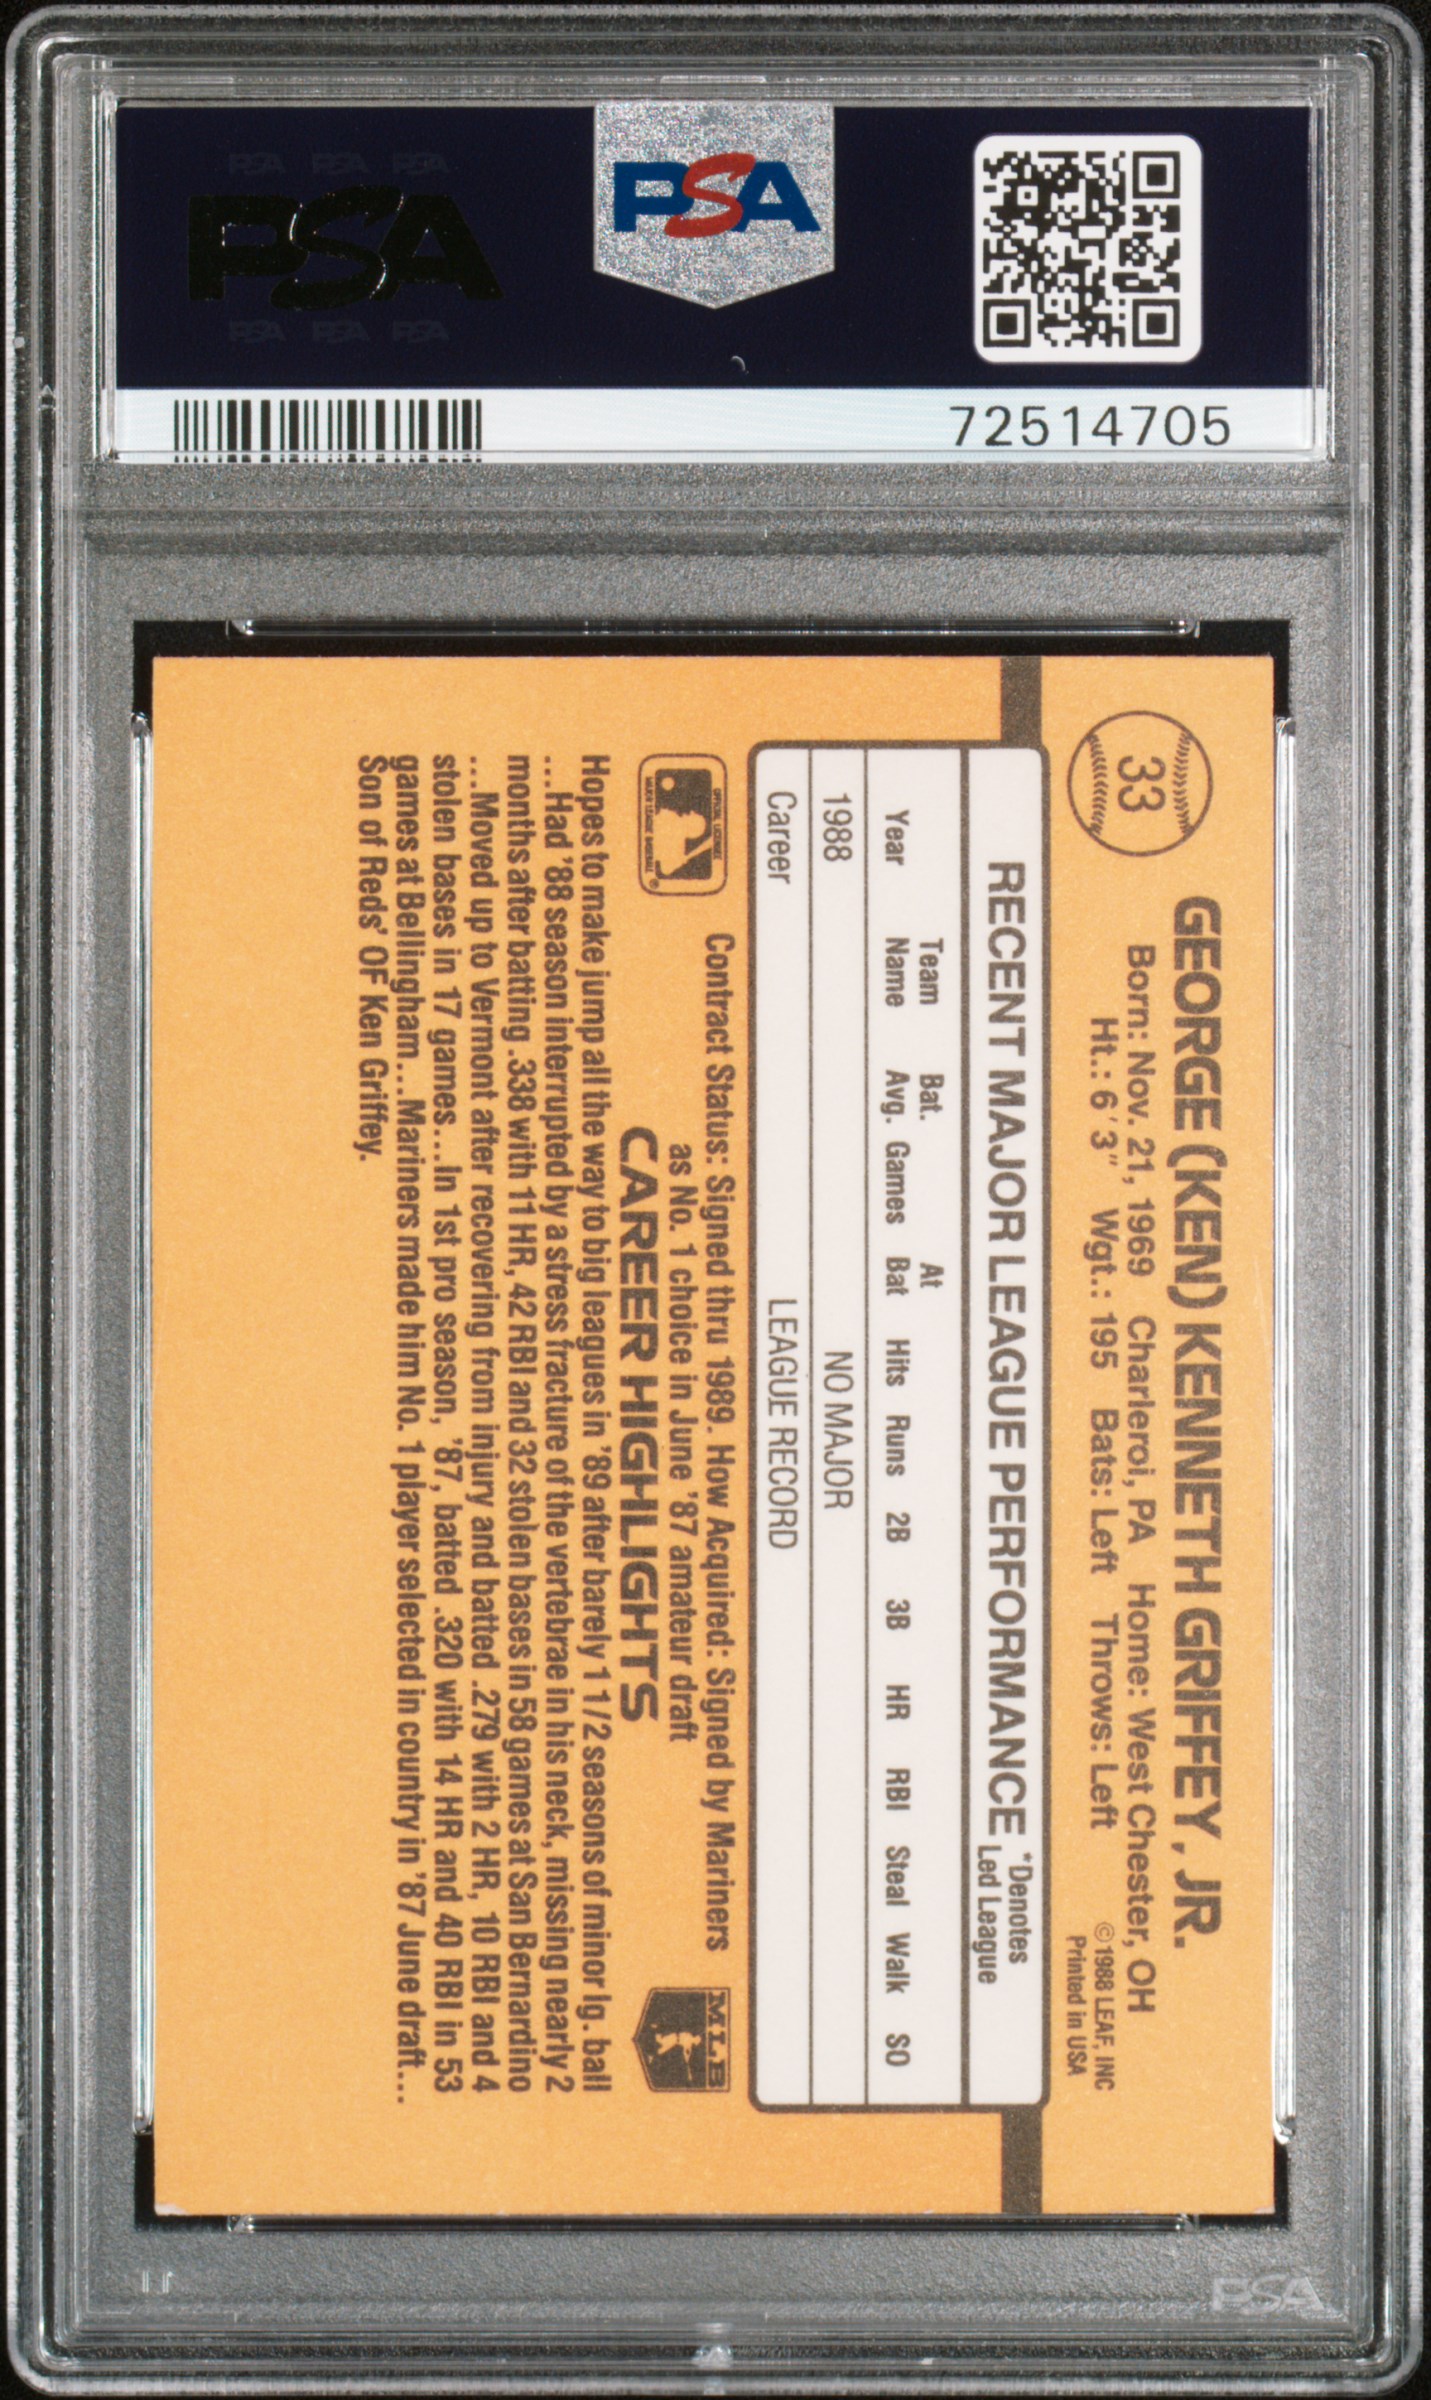 PSA PSA PSA
PSA
PSA PSA PSA
PSA
72514705
33
GEORGE (KEN) KENNETH GRIFFEY, JR.
Born: Nov. 21, 1969 Charleroi, PA Home: West Chester, OH
Ht.: 6'3" Wgt.: 195 Bats: Left Throws: Left
©1988 LEAF, INC
Printed in USA
RECENT MAJOR LEAGUE PERFORMANCE *Denotes
Led League
Year Team Name Bat. Avg. Games At Bat Hits Runs 2B 3B HR RBI Steal Walk SO
1988 NO MAJOR
Career LEAGUE RECORD
Contract Status: Signed thru 1989. How Acquired: Signed by Mariners
as No. 1 choice in June '87 amateur draft
MLB
CAREER HIGHLIGHTS
Hopes to make jump all the way to big leagues in '89 after barely 1 1/2 seasons of minor lg. ball
...Had '88 season interrupted by a stress fracture of the vertebrae in his neck, missing nearly 2
months after batting .338 with 11 HR, 42 RBI and 32 stolen bases in 58 games at San Bernardino
...Moved up to Vermont after recovering from injury and batted .279 with 2 HR, 10 RBI and 4
stolen bases in 17 games...In 1st pro season, '87, batted .320 with 14 HR and 40 RBI in 53
games at Bellingham...Mariners made him No. 1 player selected in country in '87 June draft...
Son of Reds' OF Ken Griffey.
PSA